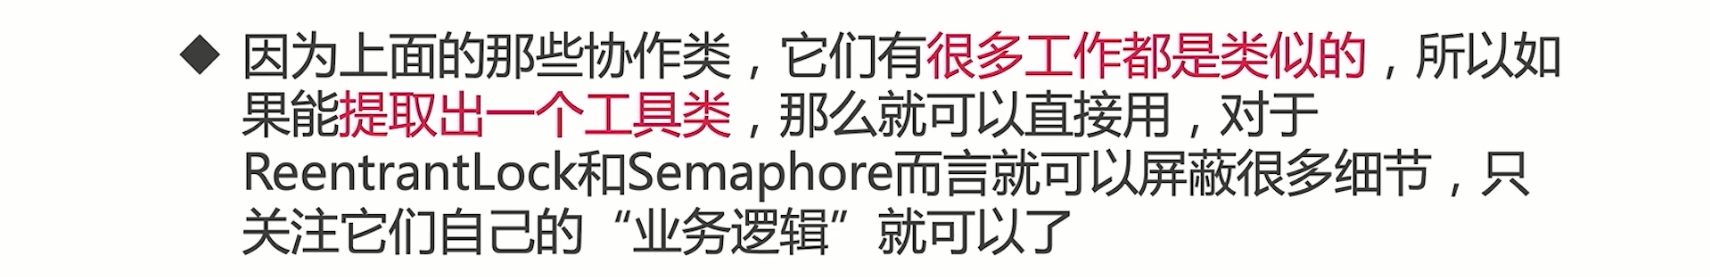 ◆ 因为上面的那些协作类，它们有很多工作都是类似的，所以如
果能提取出一个工具类，那么就可以直接用，对于
ReentrantLock和Semaphore而言就可以屏蔽很多细节，只
关注它们自己的“业务逻辑”就可以了